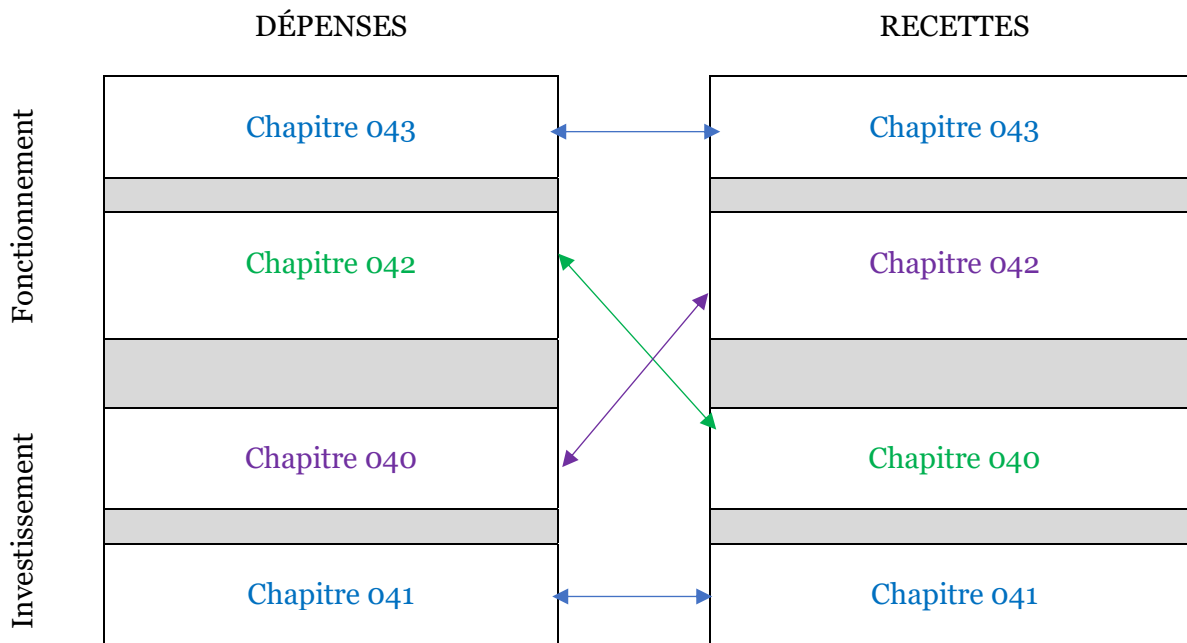 DÉPENSES RECETTES
Fonctionnement
Chapitre 043 Chapitre 043
Chapitre 042 Chapitre 042
Investissement
Chapitre 040 Chapitre 040
Chapitre 041 Chapitre 041